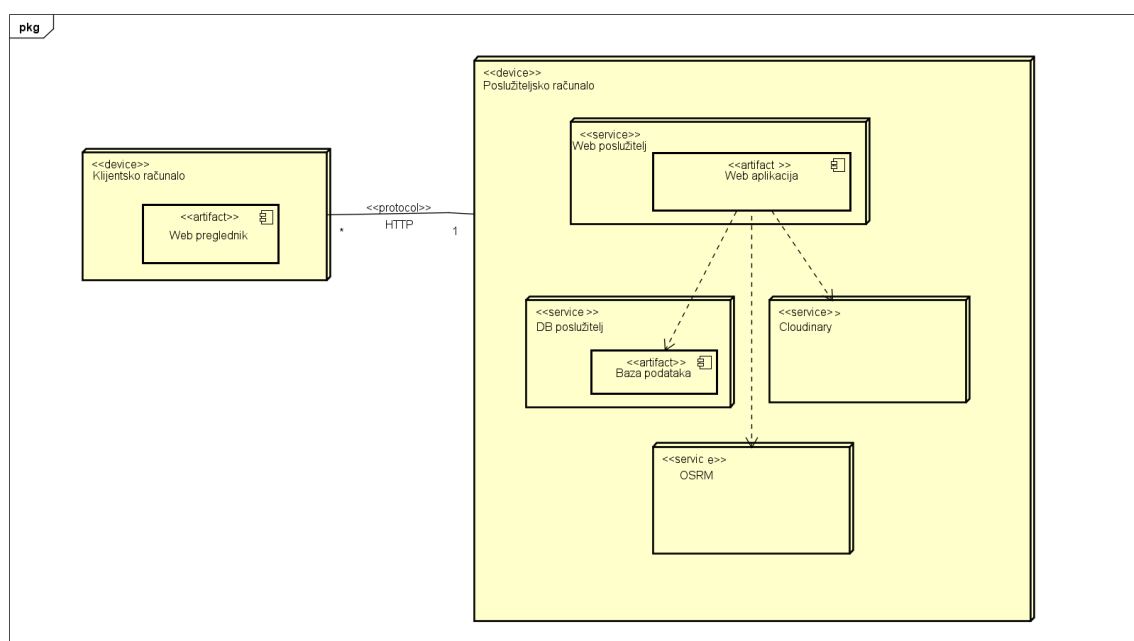 pkg
<<device>>
Klijentsko računalo
<<artifact>>
Web preglednik
<<protocol>>
HTTP
*
1
<<device>>
Poslužiteljsko računalo
<<service>>
Web poslužitelj
<<artifact >>
Web aplikacija
<<service >>
DB poslužitelj
<<artifact>>
Baza podataka
<<service> >
Cloudinary
<<servic e>>
OSRM